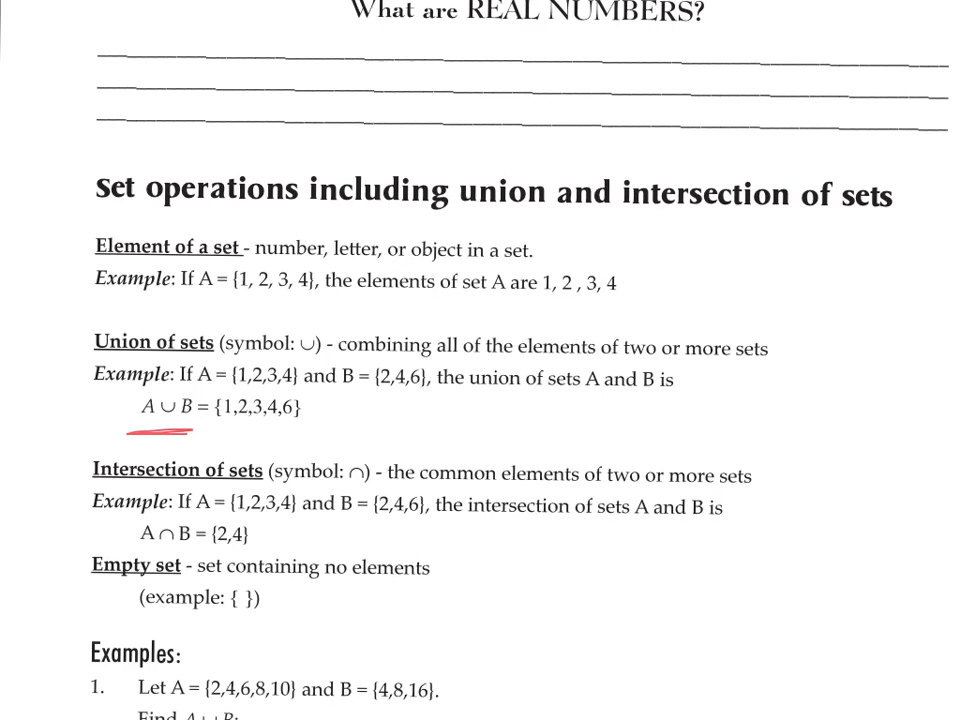 What are REAL NUMBERS?
Set operations including union and intersection of sets
Element of a set - number, letter, or object in a set.
Example: If A = {1, 2, 3, 4}, the elements of set A are 1, 2 , 3, 4
Union of sets (symbol: ∪) - combining all of the elements of two or more sets
Example: If A = {1,2,3,4} and B = {2,4,6}, the union of sets A and B is
A ∪ B = {1,2,3,4,6}
Intersection of sets (symbol: ∩) - the common elements of two or more sets
Example: If A = {1,2,3,4} and B = {2,4,6}, the intersection of sets A and B is
A ∩ B = {2,4}
Empty set - set containing no elements
(example: { })
Examples:
1. Let A = {2,4,6,8,10} and B = {4,8,16}.
Find A ∪ B: